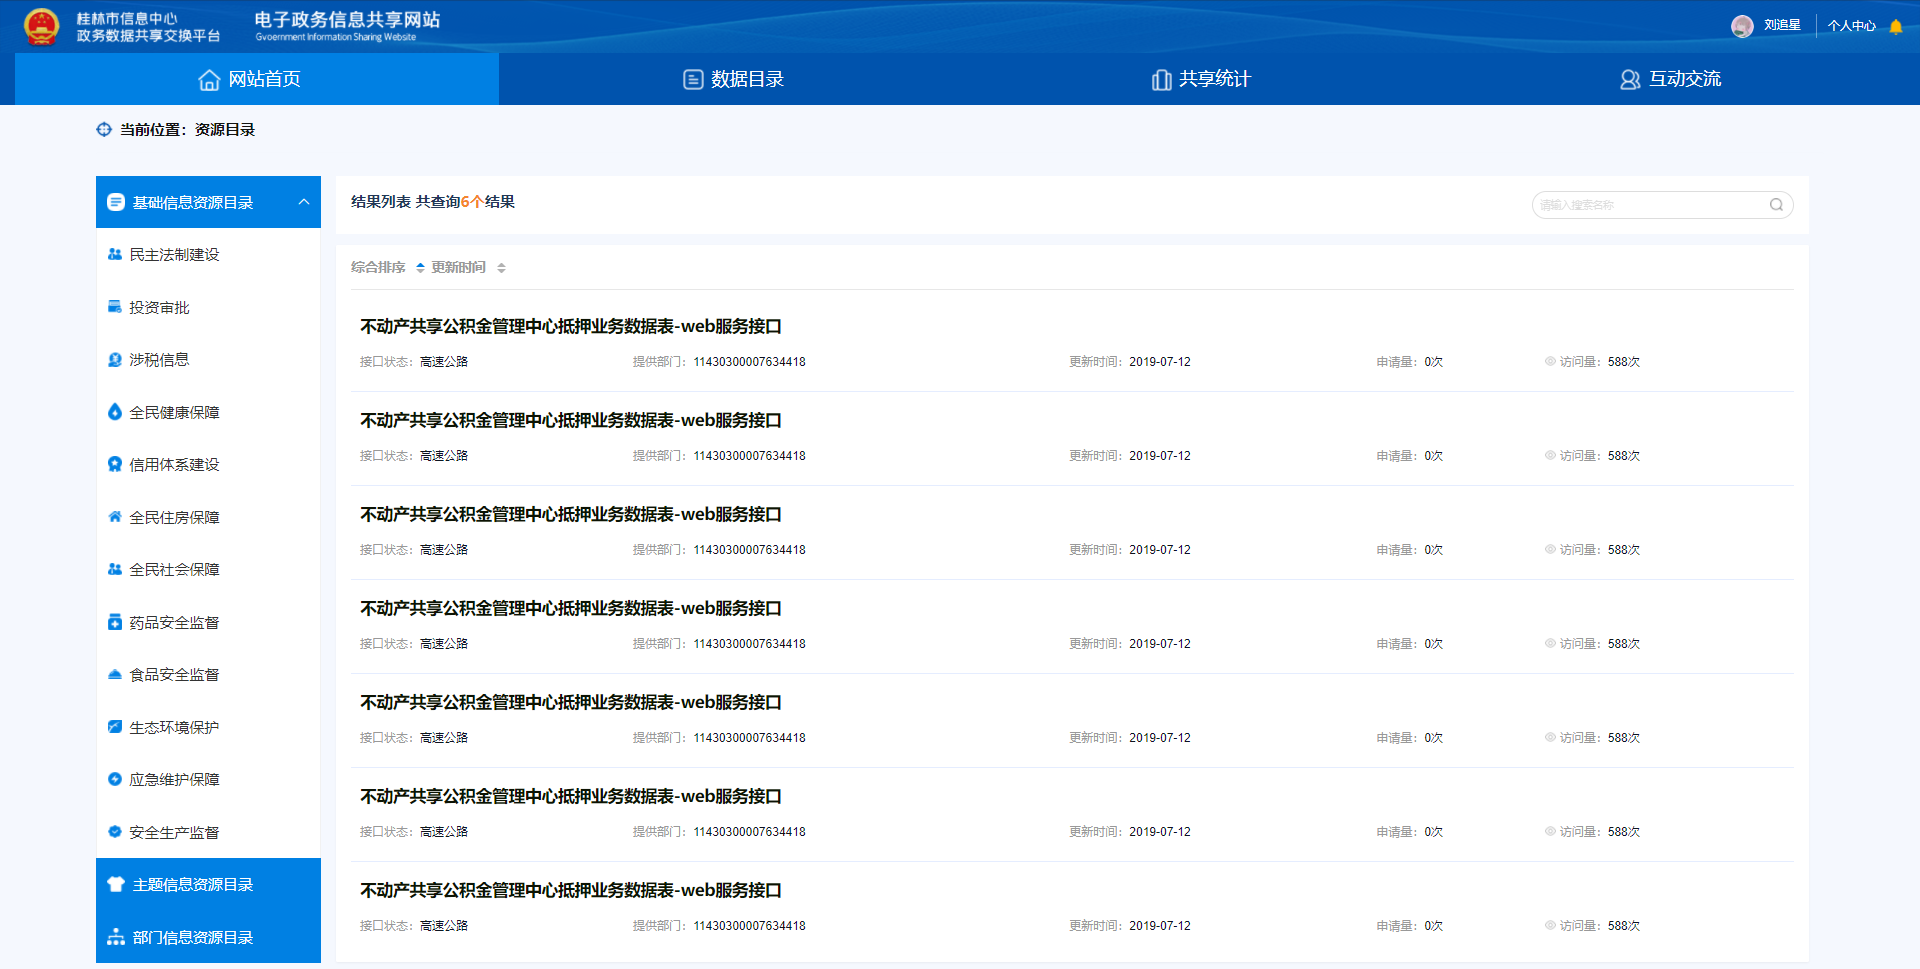 桂林市信息中心
政务数据共享交换平台
电子政务信息共享网站
Gvoernment Information Sharing Website
刘追星
个人中心
网站首页
数据目录
共享统计
互动交流
当前位置：资源目录
基础信息资源目录
民主法制建设
投资审批
涉税信息
全民健康保障
信用体系建设
全民住房保障
全民社会保障
药品安全监督
食品安全监督
生态环境保护
应急维护保障
安全生产监督
主题信息资源目录
部门信息资源目录
结果列表 共查询6个结果
请输入搜索名称
综合排序 更新时间
不动产共享公积金管理中心抵押业务数据表-web服务接口
接口状态：高速公路 提供部门：11430300007634418 更新时间：2019-07-12 申请量：0次 访问量：588次
不动产共享公积金管理中心抵押业务数据表-web服务接口
接口状态：高速公路 提供部门：11430300007634418 更新时间：2019-07-12 申请量：0次 访问量：588次
不动产共享公积金管理中心抵押业务数据表-web服务接口
接口状态：高速公路 提供部门：11430300007634418 更新时间：2019-07-12 申请量：0次 访问量：588次
不动产共享公积金管理中心抵押业务数据表-web服务接口
接口状态：高速公路 提供部门：11430300007634418 更新时间：2019-07-12 申请量：0次 访问量：588次
不动产共享公积金管理中心抵押业务数据表-web服务接口
接口状态：高速公路 提供部门：11430300007634418 更新时间：2019-07-12 申请量：0次 访问量：588次
不动产共享公积金管理中心抵押业务数据表-web服务接口
接口状态：高速公路 提供部门：11430300007634418 更新时间：2019-07-12 申请量：0次 访问量：588次
不动产共享公积金管理中心抵押业务数据表-web服务接口
接口状态：高速公路 提供部门：11430300007634418 更新时间：2019-07-12 申请量：0次 访问量：588次